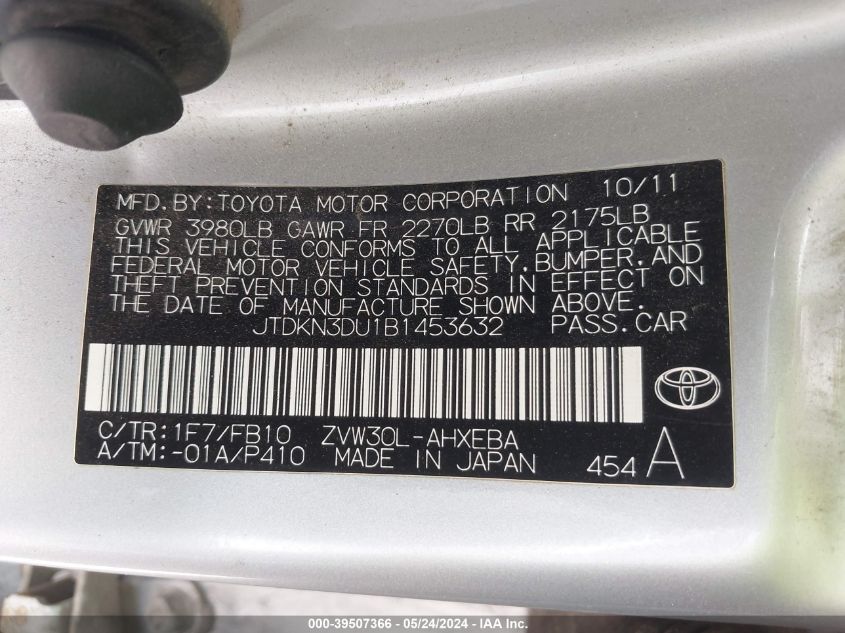 MFD. BY: TOYOTA MOTOR CORPORATION 10/11
GVWR 3980LB GAWR FR 2270LB RR 2175LB
THIS VEHICLE CONFORMS TO ALL APPLICABLE
FEDERAL MOTOR VEHICLE SAFETY, BUMPER, AND
THEFT PREVENTION STANDARDS IN EFFECT ON
THE DATE OF MANUFACTURE SHOWN ABOVE.
JTDKN3DU1B1453632 PASS. CAR
C/TR: 1F7/FB10 ZVW30L-AHXEBA
A/TM: -01A/P410 MADE IN JAPAN 454 A
000-39507366 - 05/24/2024 - IAA Inc.